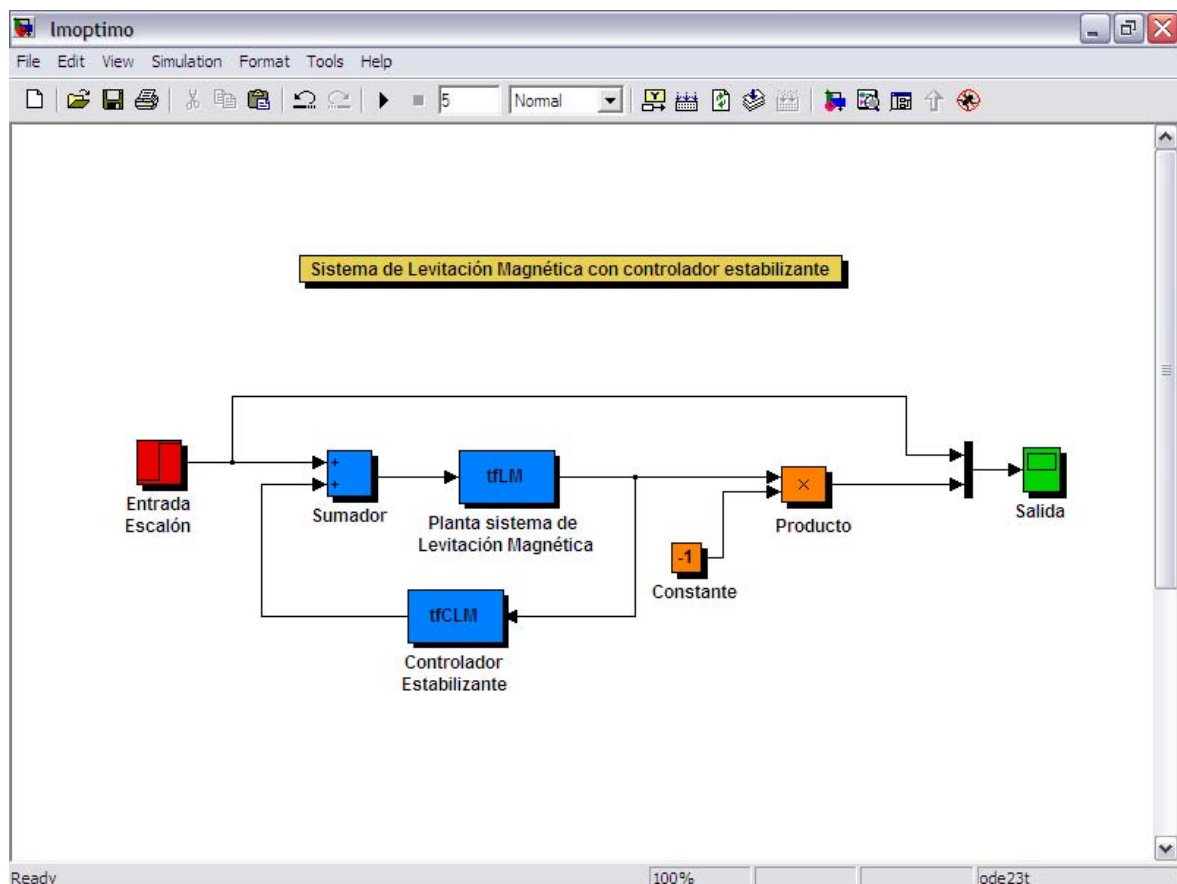 lmoptimo
File Edit View Simulation Format Tools Help
5 Normal
Sistema de Levitación Magnética con controlador estabilizante
Entrada
Escalón
+
+
Sumador
tfLM
Planta sistema de
Levitación Magnética
×
Producto
Salida
-1
Constante
tfCLM
Controlador
Estabilizante
Ready 100% ode23t